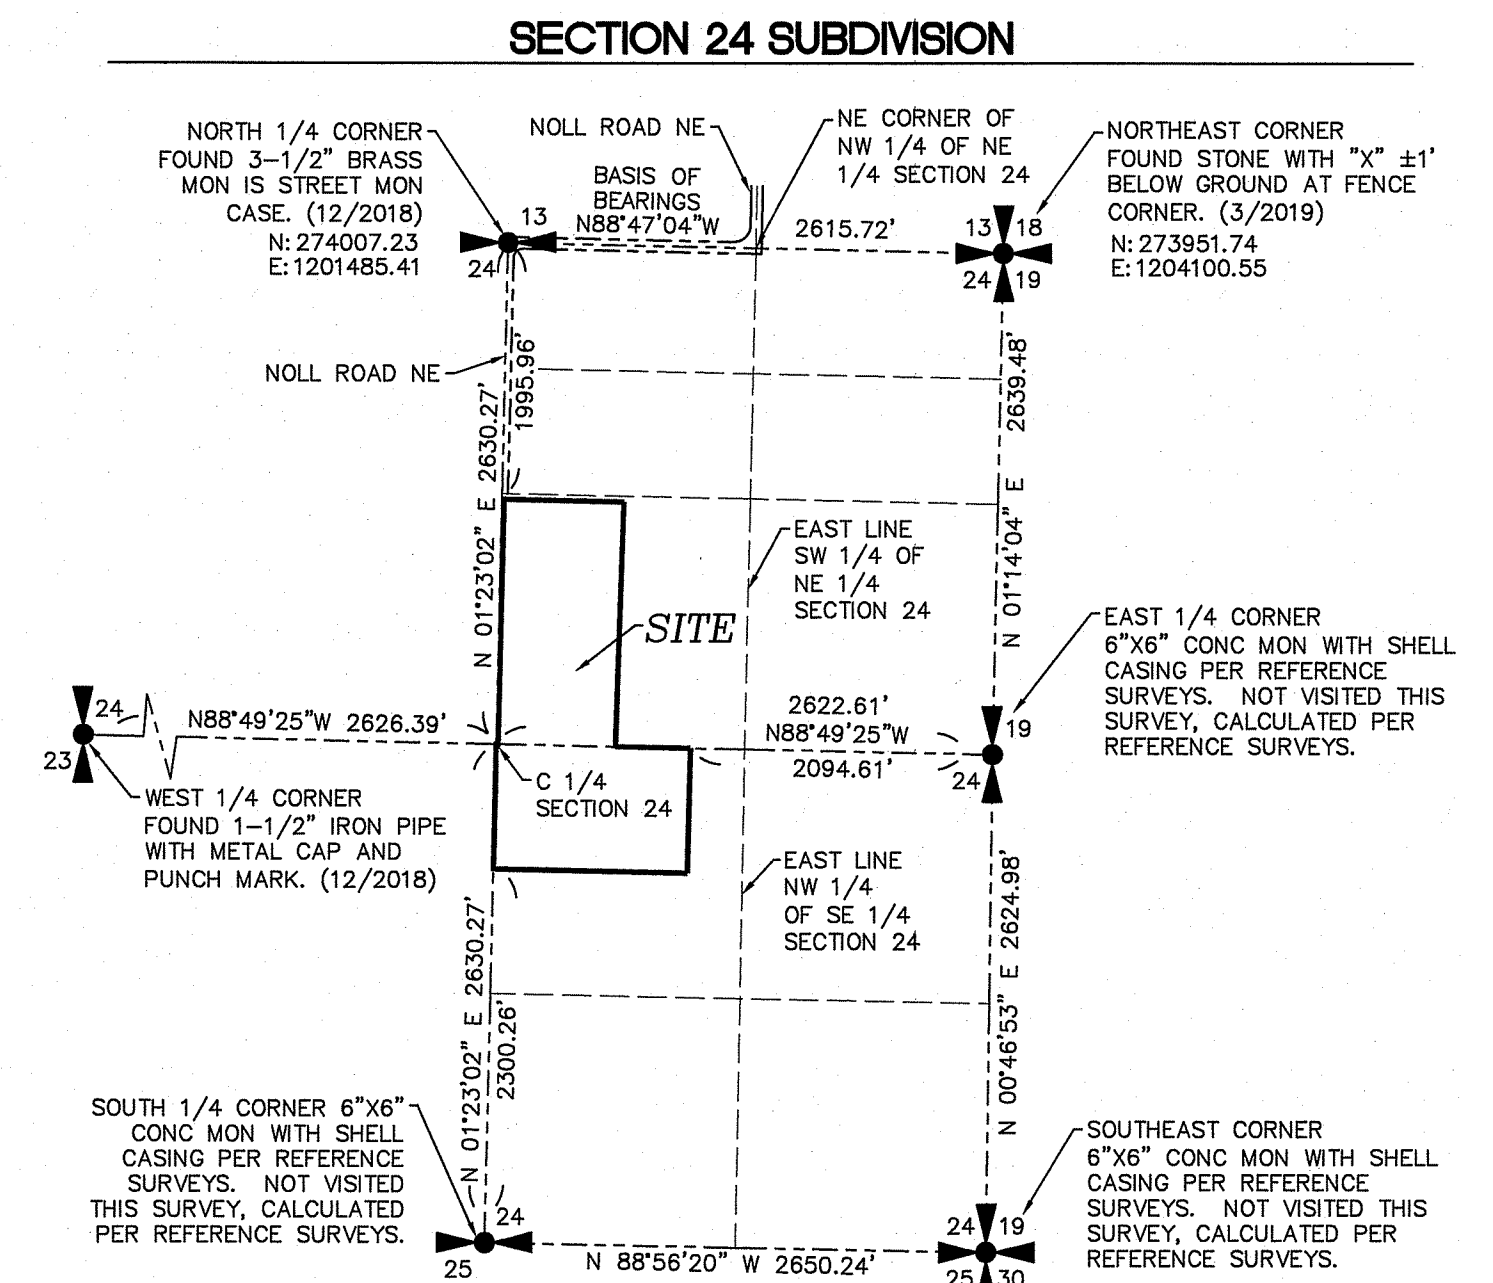 SECTION 24 SUBDIVISION
NORTH 1/4 CORNER
FOUND 3-1/2" BRASS
MON IS STREET MON
CASE. (12/2018)
N: 274007.23
E: 1201485.41
NOLL ROAD NE
BASIS OF
BEARINGS
N88°47'04"W
2615.72'
NE CORNER OF
NW 1/4 OF NE
1/4 SECTION 24
NORTHEAST CORNER
FOUND STONE WITH "X" ±1'
BELOW GROUND AT FENCE
CORNER. (3/2019)
N: 273951.74
E: 1204100.55
13
24
13 18
24 19
NOLL ROAD NE
1995.96'
N 01°23'02" E 2630.27'
2639.48'
N 01°14'04" E
EAST LINE
SW 1/4 OF
NE 1/4
SECTION 24
SITE
EAST 1/4 CORNER
6"X6" CONC MON WITH SHELL
CASING PER REFERENCE
SURVEYS. NOT VISITED THIS
SURVEY, CALCULATED PER
REFERENCE SURVEYS.
24
23
N88°49'25"W 2626.39'
2622.61'
N88°49'25"W
2094.61'
19
24
WEST 1/4 CORNER
FOUND 1-1/2" IRON PIPE
WITH METAL CAP AND
PUNCH MARK. (12/2018)
C 1/4
SECTION 24
EAST LINE
NW 1/4
OF SE 1/4
SECTION 24
N 01°23'02" E 2630.27'
2300.26'
N 00°46'53" E 2624.98'
SOUTH 1/4 CORNER 6"X6"
CONC MON WITH SHELL
CASING PER REFERENCE
SURVEYS. NOT VISITED
THIS SURVEY, CALCULATED
PER REFERENCE SURVEYS.
24
25
N 88°56'20" W 2650.24'
SOUTHEAST CORNER
6"X6" CONC MON WITH SHELL
CASING PER REFERENCE
SURVEYS. NOT VISITED THIS
SURVEY, CALCULATED PER
REFERENCE SURVEYS.
24 19
25 30